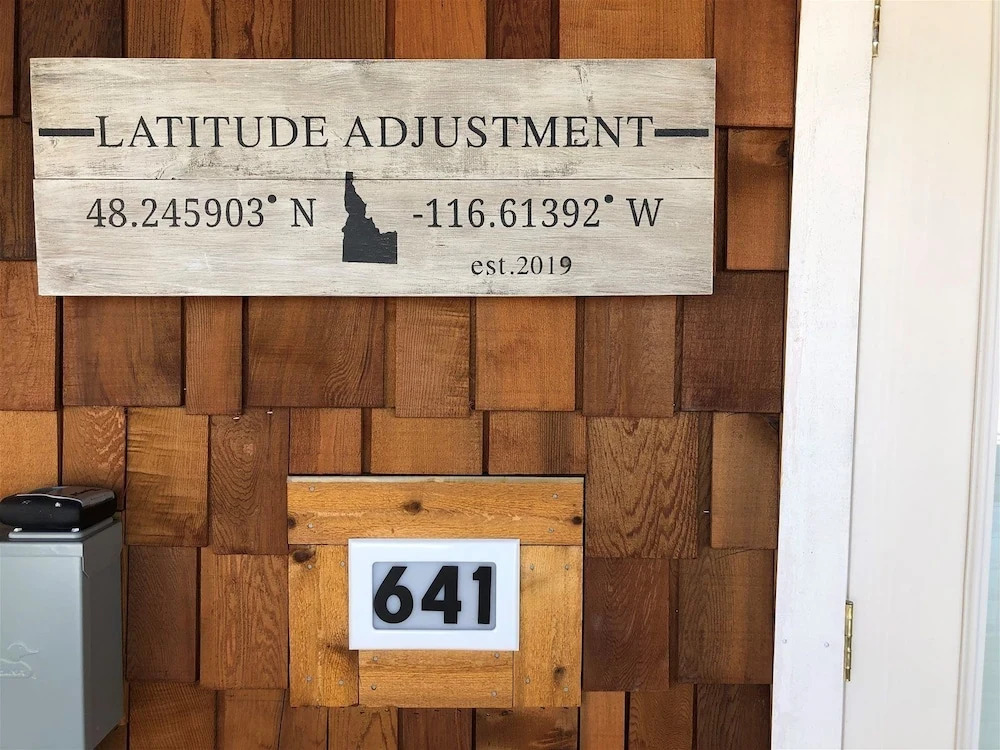 LATITUDE ADJUSTMENT
48.245903° N -116.61392° W
est.2019
641